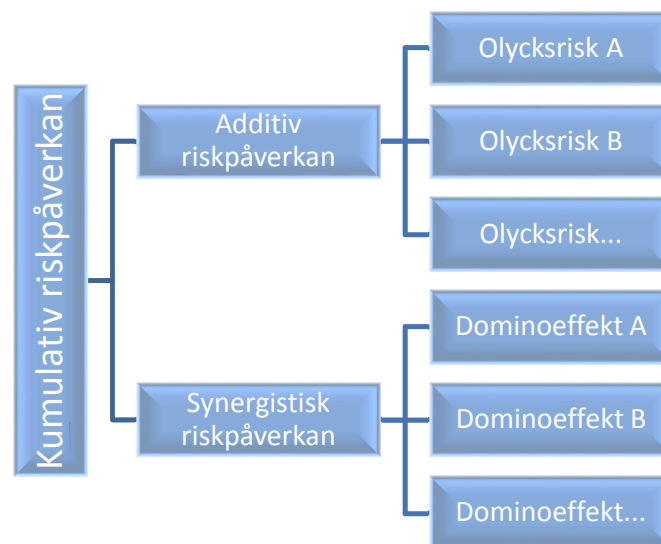 Kumulativ riskpåverkan
Additiv
riskpåverkan
Olycksrisk A
Olycksrisk B
Olycksrisk...
Synergistisk
riskpåverkan
Dominoeffekt A
Dominoeffekt B
Dominoeffekt...